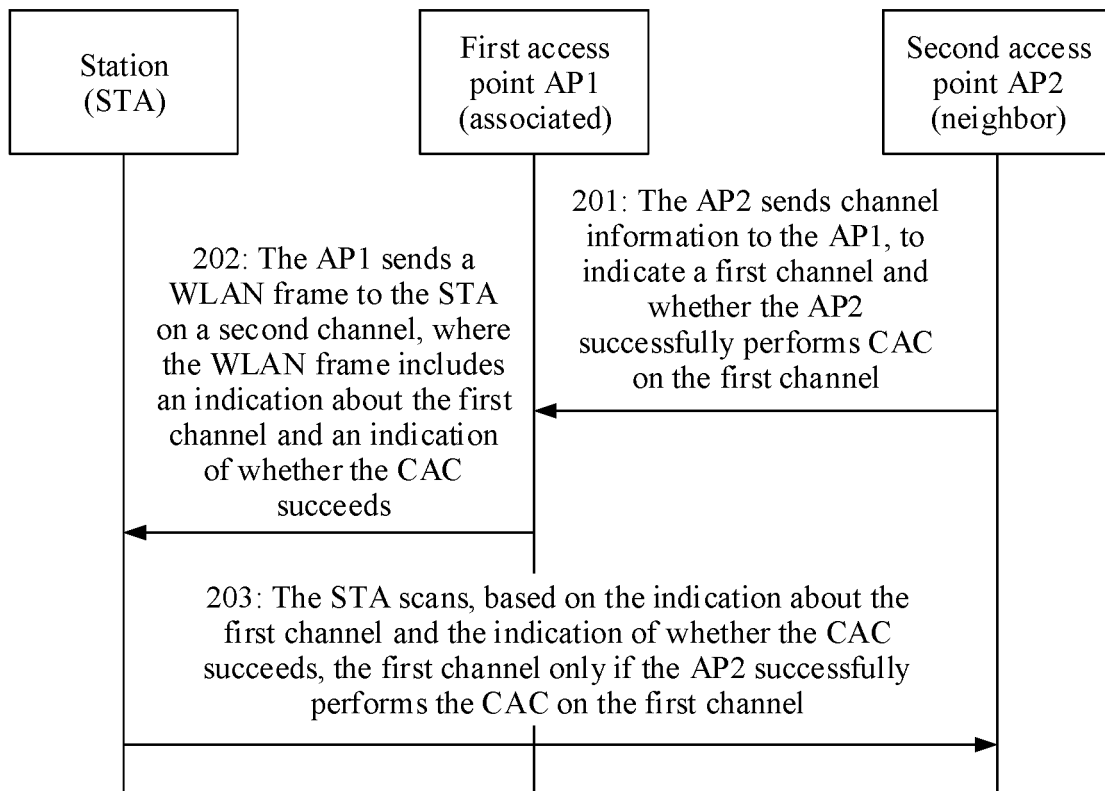 Station
(STA)
First access
point AP1
(associated)
Second access
point AP2
(neighbor)
201: The AP2 sends channel
information to the AP1, to
indicate a first channel and
whether the AP2
successfully performs CAC
on the first channel
202: The AP1 sends a
WLAN frame to the STA
on a second channel, where
the WLAN frame includes
an indication about the first
channel and an indication
of whether the CAC
succeeds
203: The STA scans, based on the indication about the
first channel and the indication of whether the CAC
succeeds, the first channel only if the AP2 successfully
performs the CAC on the first channel